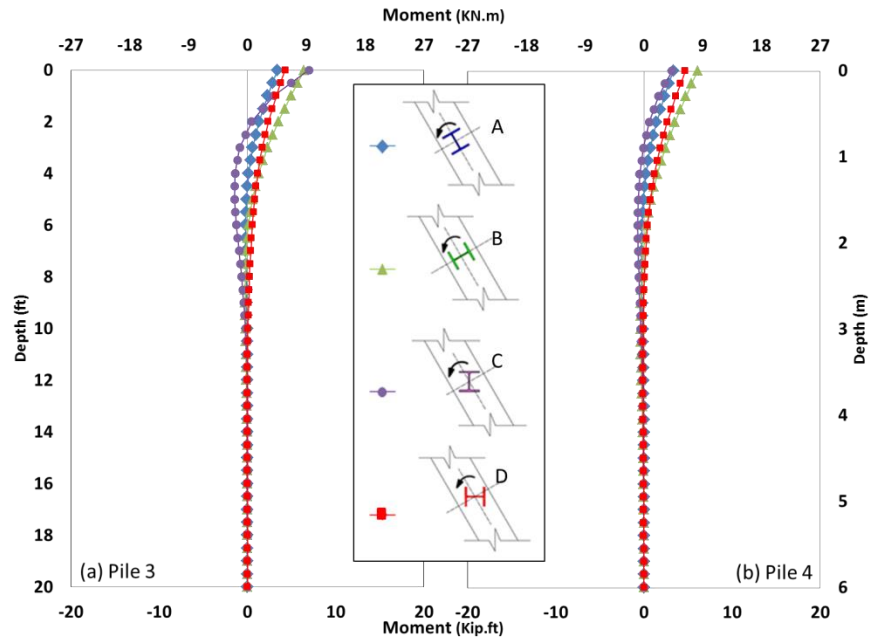 Moment (KN.m)
-27 -18 -9 0 9 18 27 -27 -18 -9 0 9 18 27
0 0
2
4 1
A
6 2
B
8
Depth (ft) 10 3 Depth (m)
C
12
14 4
D
16 5
18
(a) Pile 3 (b) Pile 4
20 6
-20 -10 0 10 20 -20 -10 0 10 20
Moment (Kip.ft)